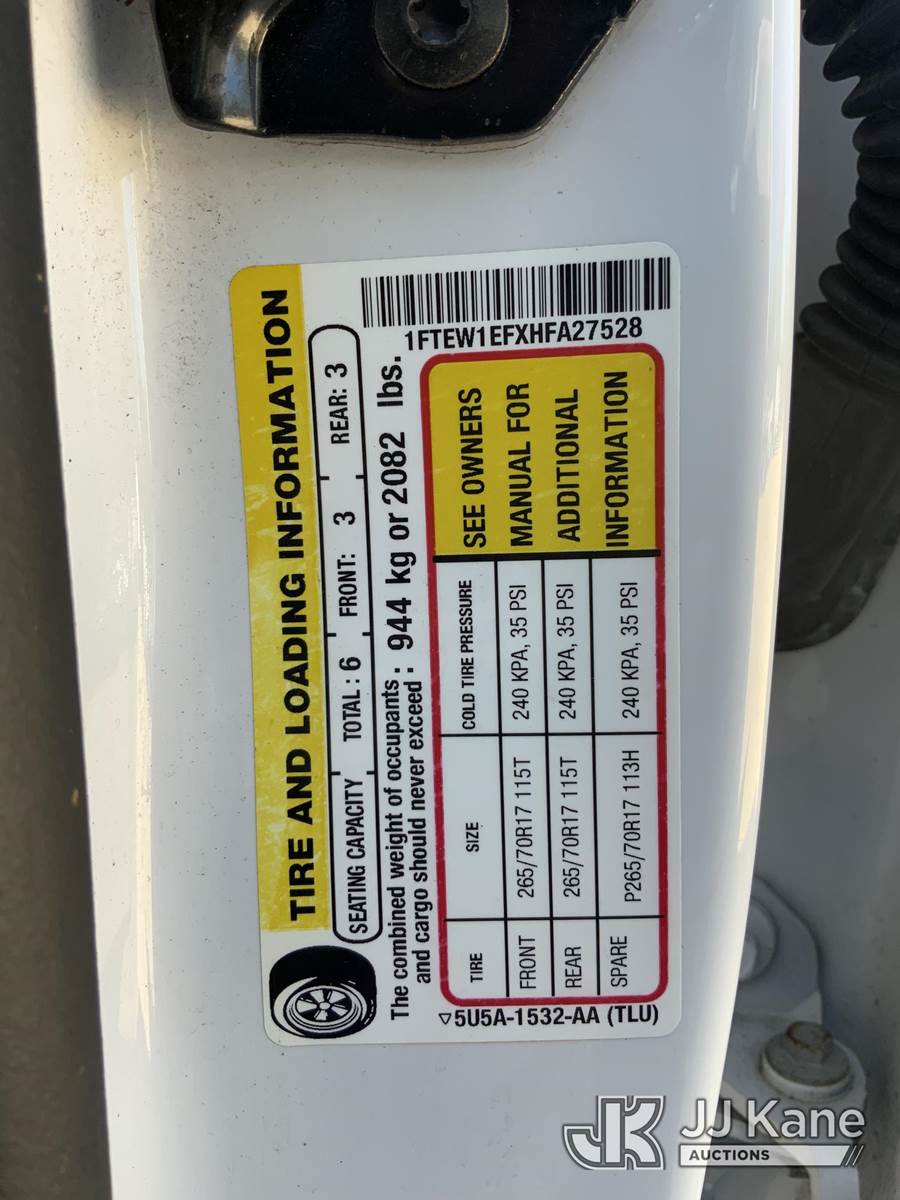 TIRE AND LOADING INFORMATION
SEATING CAPACITY TOTAL : 6 FRONT: 3 REAR: 3
The combined weight of occupants
and cargo should never exceed : 944 kg or 2082 lbs.
TIRE SIZE COLD TIRE PRESSURE
FRONT 265/70R17 115T 240 KPA, 35 PSI
REAR 265/70R17 115T 240 KPA, 35 PSI
SPARE P265/70R17 113H 240 KPA, 35 PSI
SEE OWNERS
MANUAL FOR
ADDITIONAL
INFORMATION
5U5A-1532-AA (TLU)
1FTEW1EFXHFA27528
JK JJ Kane
AUCTIONS